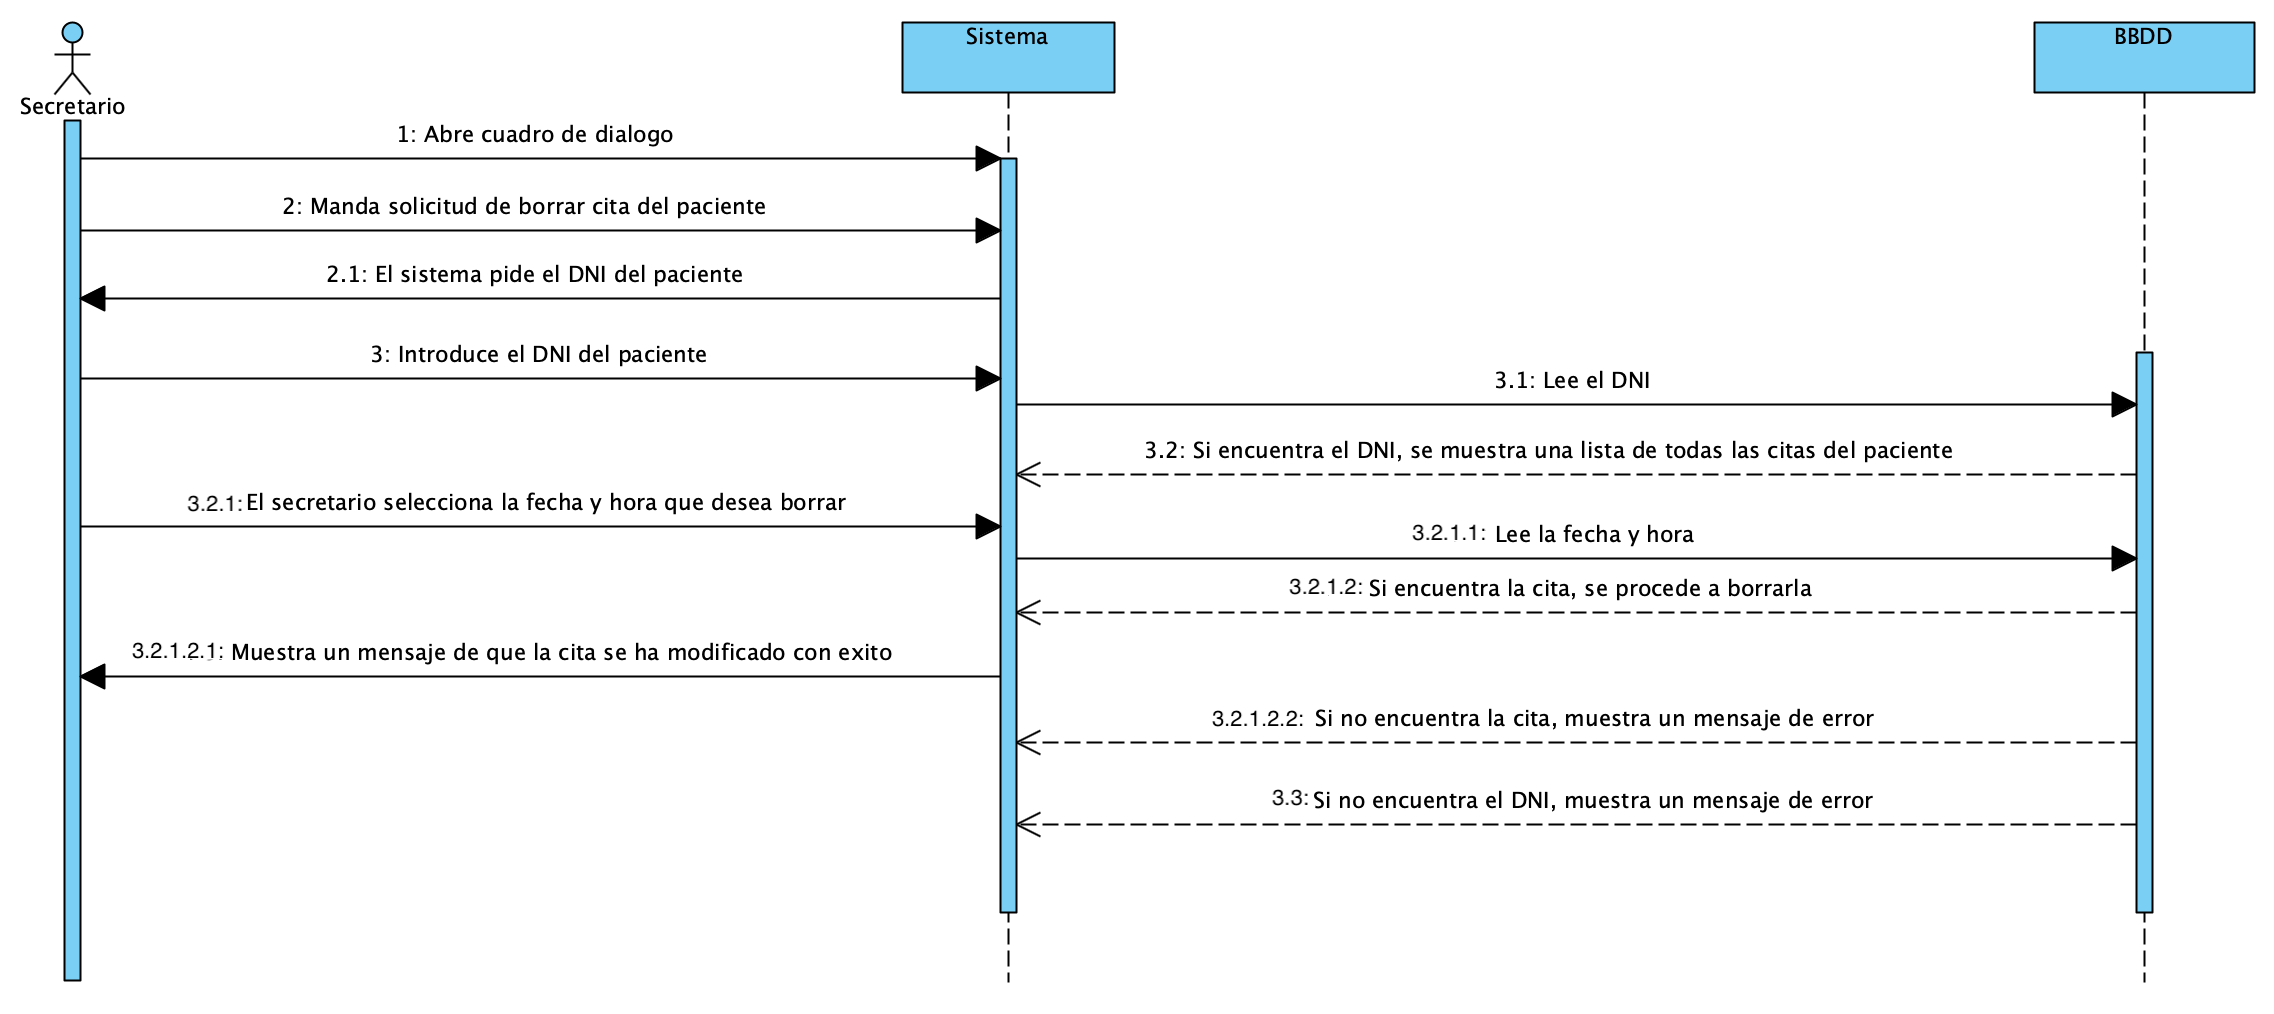 Secretario
Sistema
BBDD
1: Abre cuadro de dialogo
2: Manda solicitud de borrar cita del paciente
2.1: El sistema pide el DNI del paciente
3: Introduce el DNI del paciente
3.1: Lee el DNI
3.2: Si encuentra el DNI, se muestra una lista de todas las citas del paciente
3.2.1: El secretario selecciona la fecha y hora que desea borrar
3.2.1.1: Lee la fecha y hora
3.2.1.2: Si encuentra la cita, se procede a borrarla
3.2.1.2.1: Muestra un mensaje de que la cita se ha modificado con exito
3.2.1.2.2: Si no encuentra la cita, muestra un mensaje de error
3.3: Si no encuentra el DNI, muestra un mensaje de error